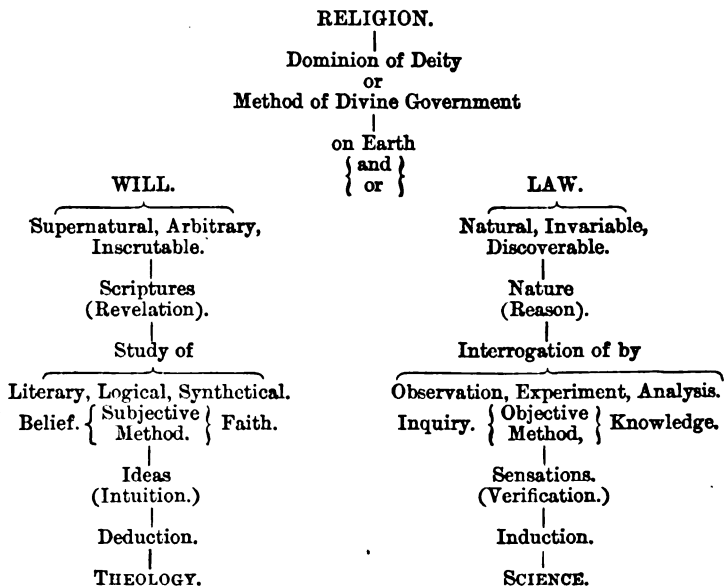 RELIGION.
Dominion of Deity
or
Method of Divine Government
on Earth
{ and }
or
WILL.
Supernatural, Arbitrary,
Inscrutable.
Scriptures
(Revelation).
Study of
Literary, Logical, Synthetical.
Belief. { Subjective } Faith.
Method.
Ideas
(Intuition.)
Deduction.
THEOLOGY.
LAW.
Natural, Invariable,
Discoverable.
Nature
(Reason).
Interrogation of by
Observation, Experiment, Analysis.
Inquiry. { Objective } Knowledge.
Method,
Sensations.
(Verification.)
Induction.
SCIENCE.